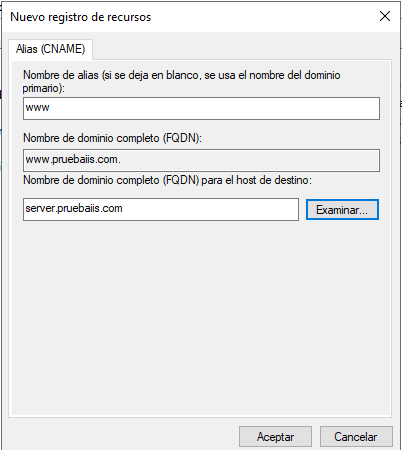 Nuevo registro de recursos
Alias (CNAME)
Nombre de alias (si se deja en blanco, se usa el nombre del dominio
primario):
www
Nombre de dominio completo (FQDN):
www.pruebaiis.com.
Nombre de dominio completo (FQDN) para el host de destino:
server.pruebaiis.com
Examinar...
Aceptar
Cancelar